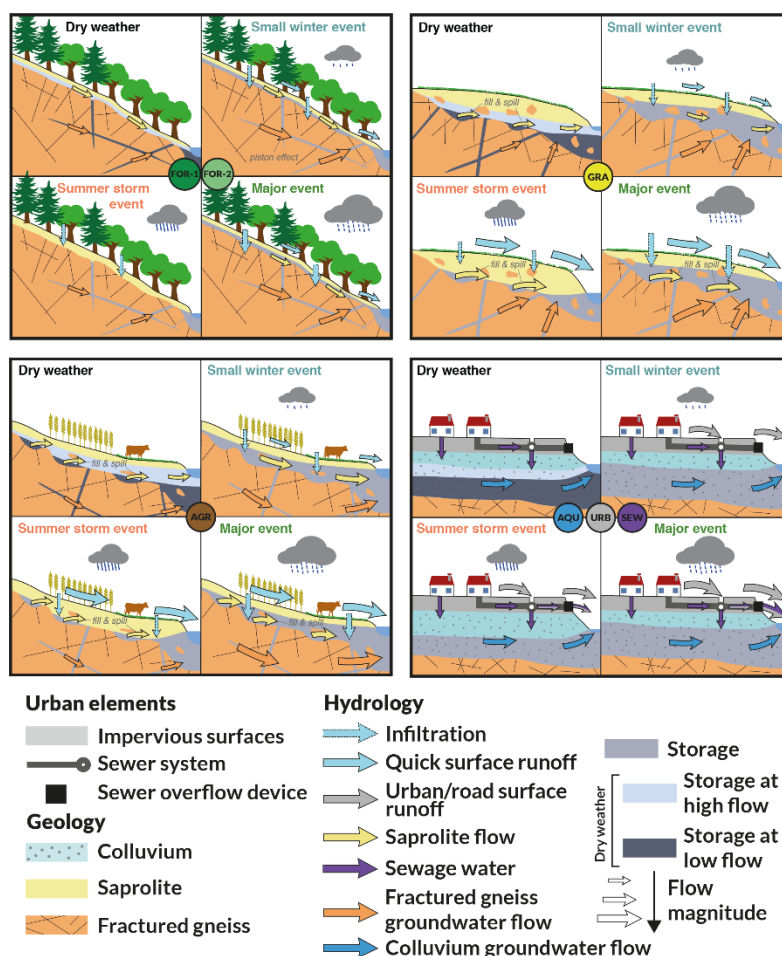 Dry weather
Small winter event
piston effect
FOR-1
FOR-2
Summer storm
event
Major event
Dry weather
Small winter event
fill & spill
GRA
Summer storm event
Major event
fill & spill
fill & spill
Dry weather
Small winter event
fill & spill
AGR
Summer storm event
Major event
fill & spill
fill & spill
Dry weather
Small winter event
AQU
URB
SEW
Summer storm event
Major event
Urban elements
Impervious surfaces
Sewer system
Sewer overflow device
Geology
Colluvium
Saprolite
Fractured gneiss
Hydrology
Infiltration
Quick surface runoff
Urban/road surface
runoff
Saprolite flow
Sewage water
Fractured gneiss
groundwater flow
Colluvium groundwater flow
Storage
Dry weather
Storage at
high flow
Storage at
low flow
Flow
magnitude